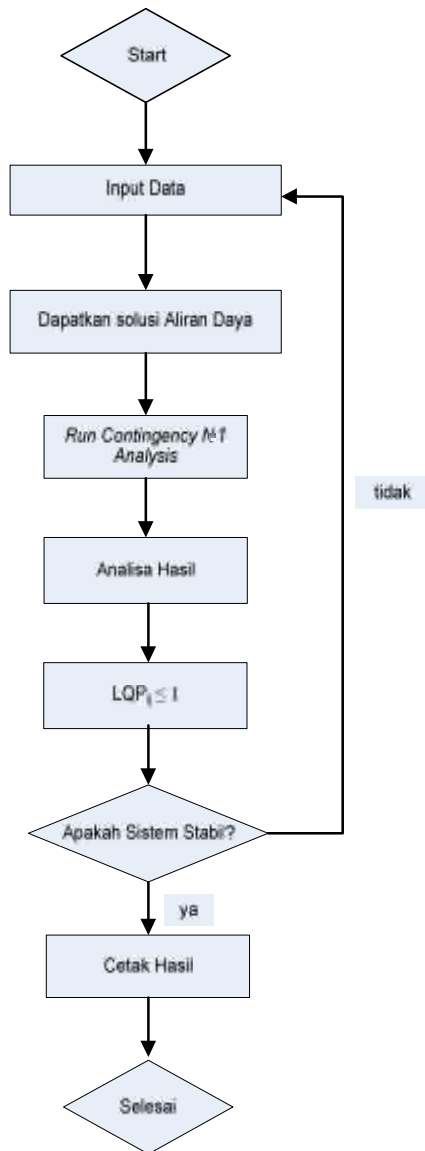 Start
Input Data
Dapatkan solusi Aliran Daya
Run Contingency N-1
Analysis
tidak
Analisa Hasil
LQPij ≤ 1
Apakah Sistem Stabil?
ya
Cetak Hasil
Selesai